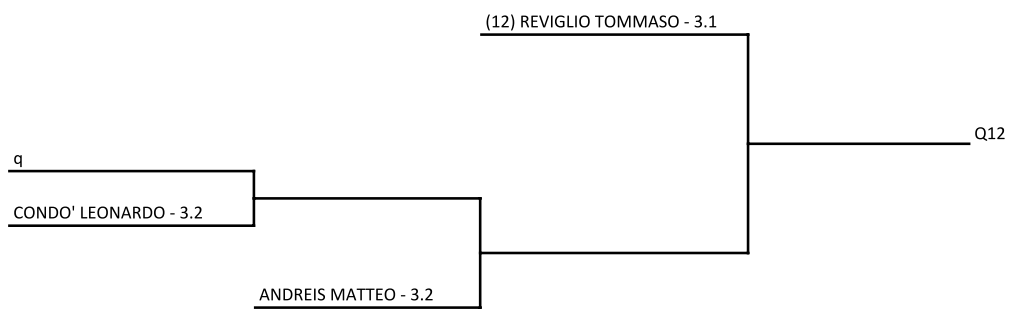 (12) REVIGLIO TOMMASO - 3.1
Q12
q
CONDO' LEONARDO - 3.2
ANDREIS MATTEO - 3.2